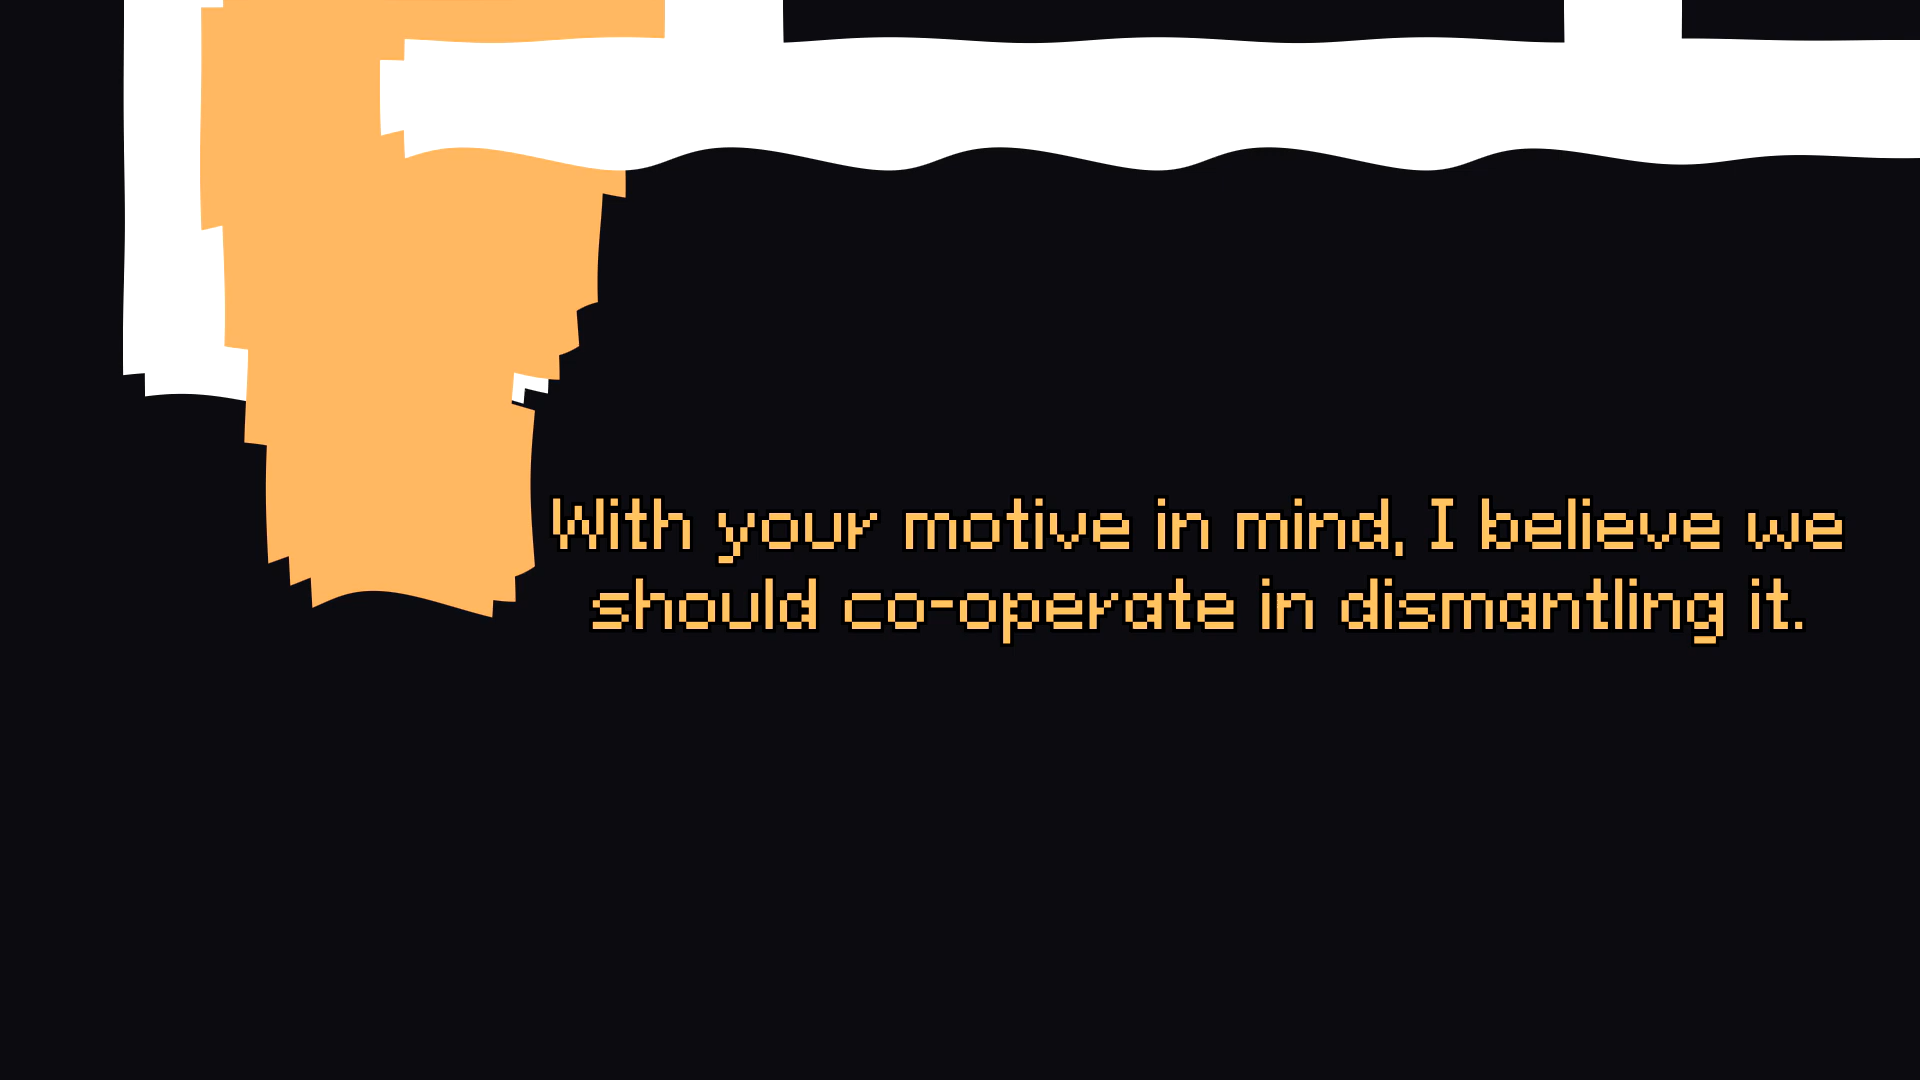 With your motive in mind, I believe we
should co-operate in dismantling it.